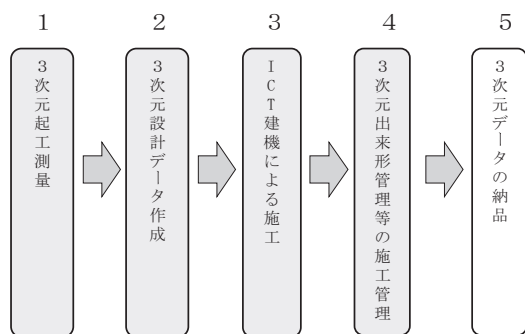 1
3次元起工測量
2
3次元設計データ作成
3
ICT建機による施工
4
3次元出来形管理等の施工管理
5
3次元データの納品